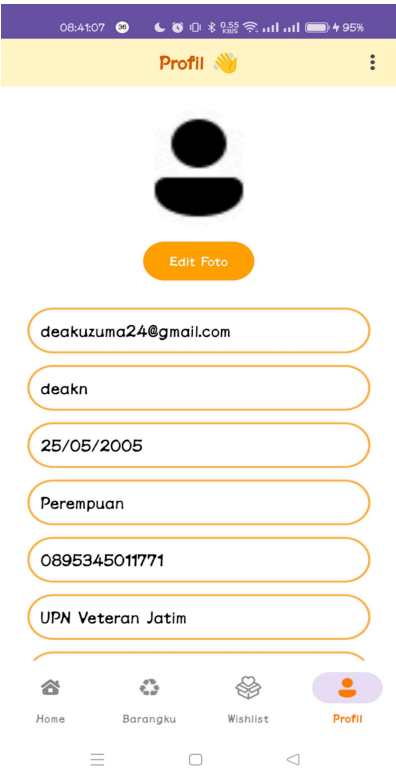 08:41:07 36 0.55 KB/S 95%
Profil 👋
Edit Foto
deakuzuma24@gmail.com
deakn
25/05/2005
Perempuan
0895345011771
UPN Veteran Jatim
Home Barangku Wishlist Profil